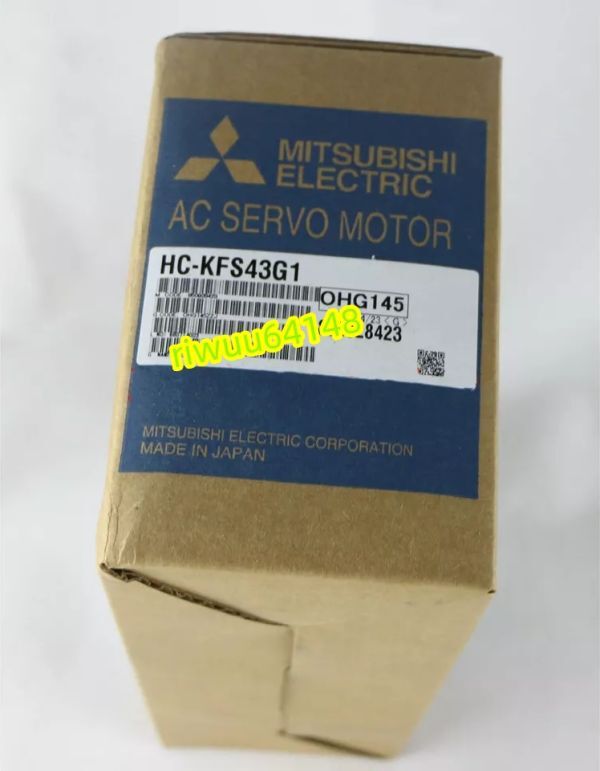 MITSUBISHI
ELECTRIC
AC SERVO MOTOR
HC-KFS43G1
OHG145
riwuu64148
8423
MITSUBISHI ELECTRIC CORPORATION
MADE IN JAPAN